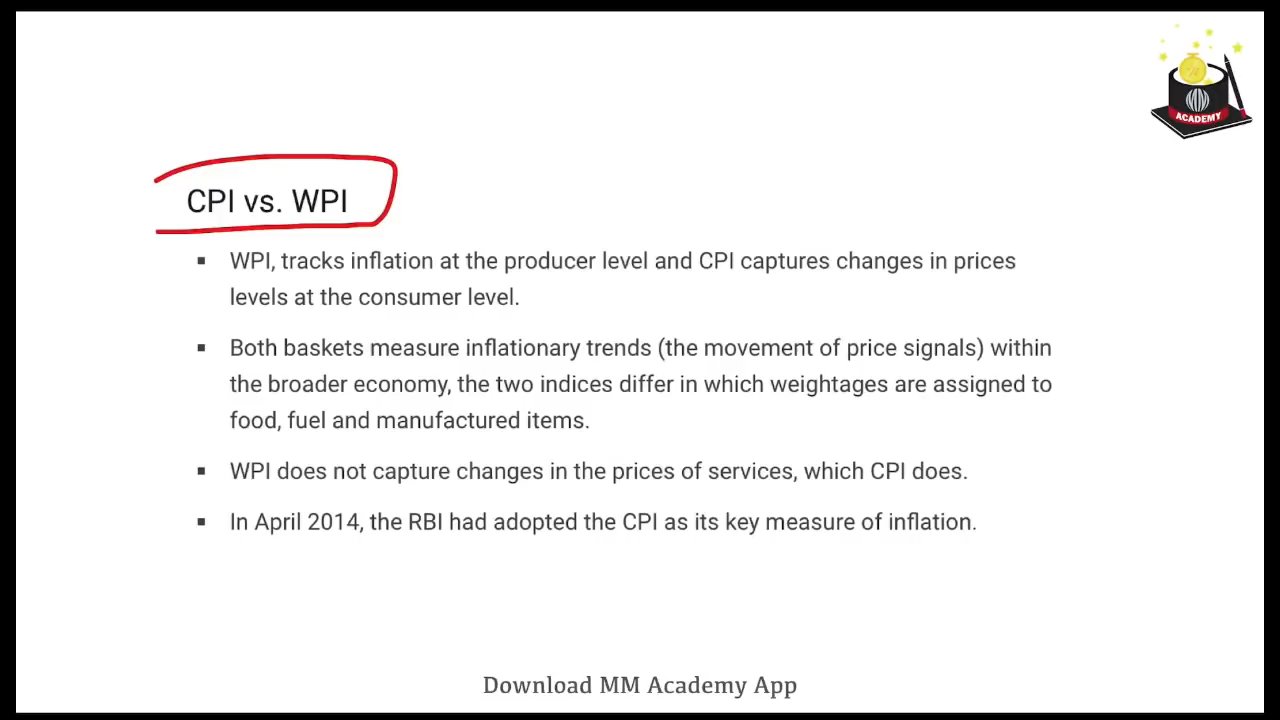 ACADEMY
CPI vs. WPI
▪ WPI, tracks inflation at the producer level and CPI captures changes in prices
levels at the consumer level.
▪ Both baskets measure inflationary trends (the movement of price signals) within
the broader economy, the two indices differ in which weightages are assigned to
food, fuel and manufactured items.
▪ WPI does not capture changes in the prices of services, which CPI does.
▪ In April 2014, the RBI had adopted the CPI as its key measure of inflation.
Download MM Academy App